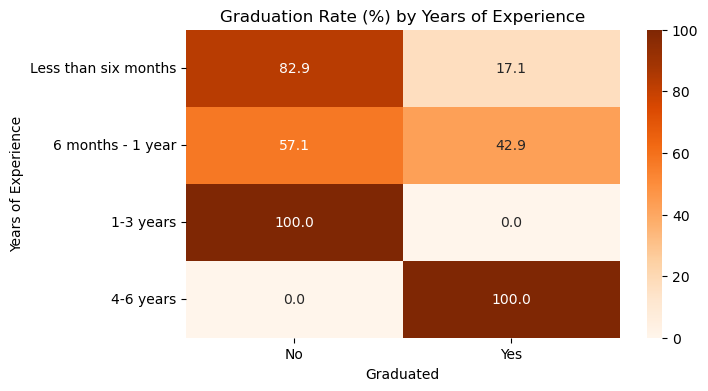 Graduation Rate (%) by Years of Experience
Years of Experience
Less than six months
82.9
17.1
6 months - 1 year
57.1
42.9
1-3 years
100.0
0.0
4-6 years
0.0
100.0
No
Yes
Graduated
100
80
60
40
20
0